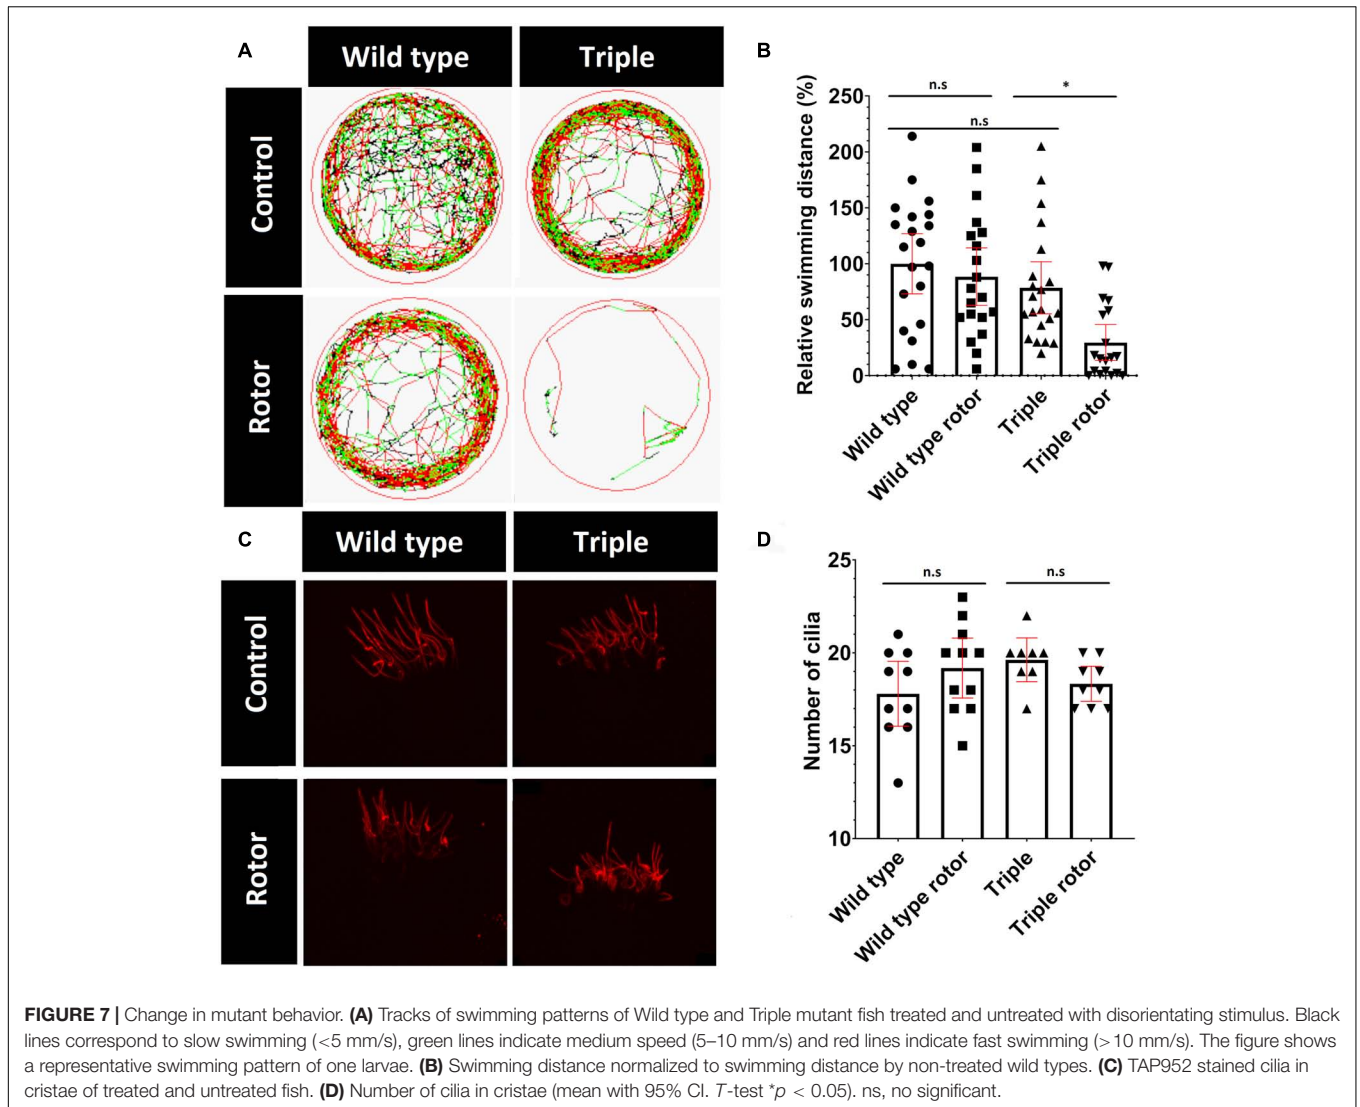 A
Wild type
Triple
Control
Rotor
B
Relative swimming distance (%)
250
200
150
100
50
0
n.s
*
n.s
Wild type
Wild type rotor
Triple
Triple rotor
C
Wild type
Triple
Control
Rotor
D
Number of cilia
25
20
15
10
n.s
n.s
Wild type
Wild type rotor
Triple
Triple rotor
FIGURE 7 | Change in mutant behavior. (A) Tracks of swimming patterns of Wild type and Triple mutant fish treated and untreated with disorientating stimulus. Black
lines correspond to slow swimming (<5 mm/s), green lines indicate medium speed (5–10 mm/s) and red lines indicate fast swimming (>10 mm/s). The figure shows
a representative swimming pattern of one larvae. (B) Swimming distance normalized to swimming distance by non-treated wild types. (C) TAP952 stained cilia in
cristae of treated and untreated fish. (D) Number of cilia in cristae (mean with 95% CI. T-test *p < 0.05). ns, no significant.